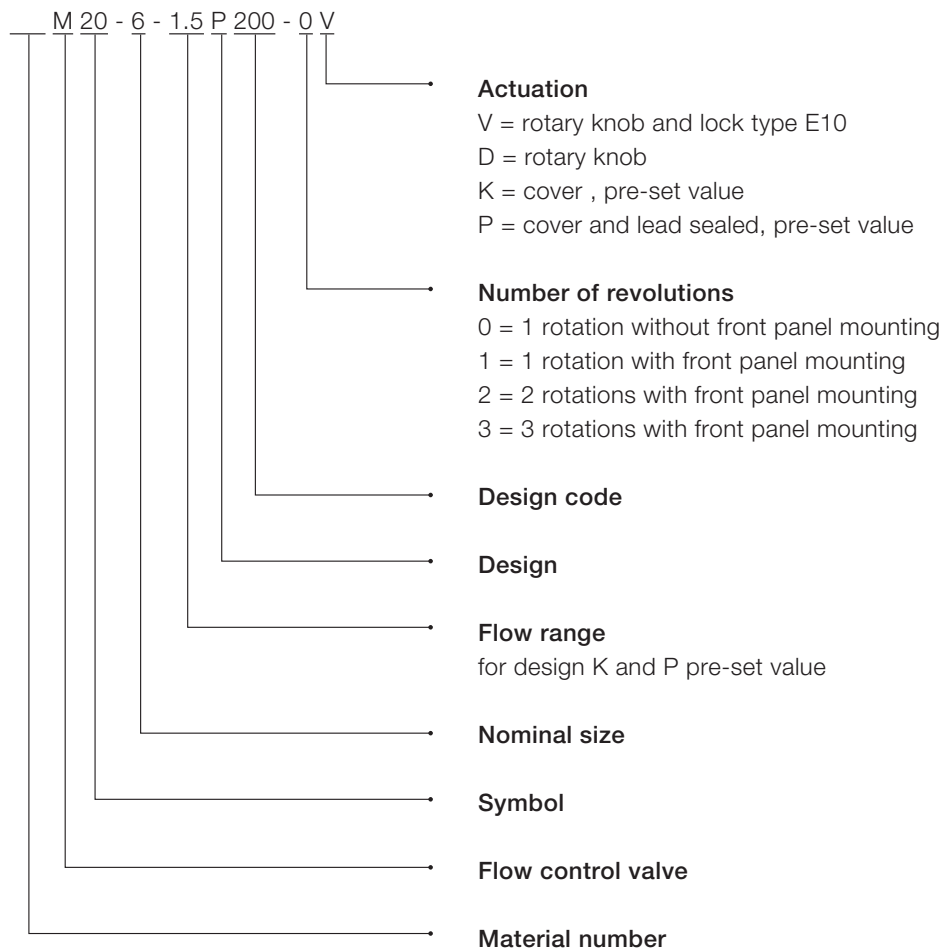 M 20 - 6 - 1.5 P 200 - 0 V
Actuation
V = rotary knob and lock type E10
D = rotary knob
K = cover , pre-set value
P = cover and lead sealed, pre-set value
Number of revolutions
0 = 1 rotation without front panel mounting
1 = 1 rotation with front panel mounting
2 = 2 rotations with front panel mounting
3 = 3 rotations with front panel mounting
Design code
Design
Flow range
for design K and P pre-set value
Nominal size
Symbol
Flow control valve
Material number